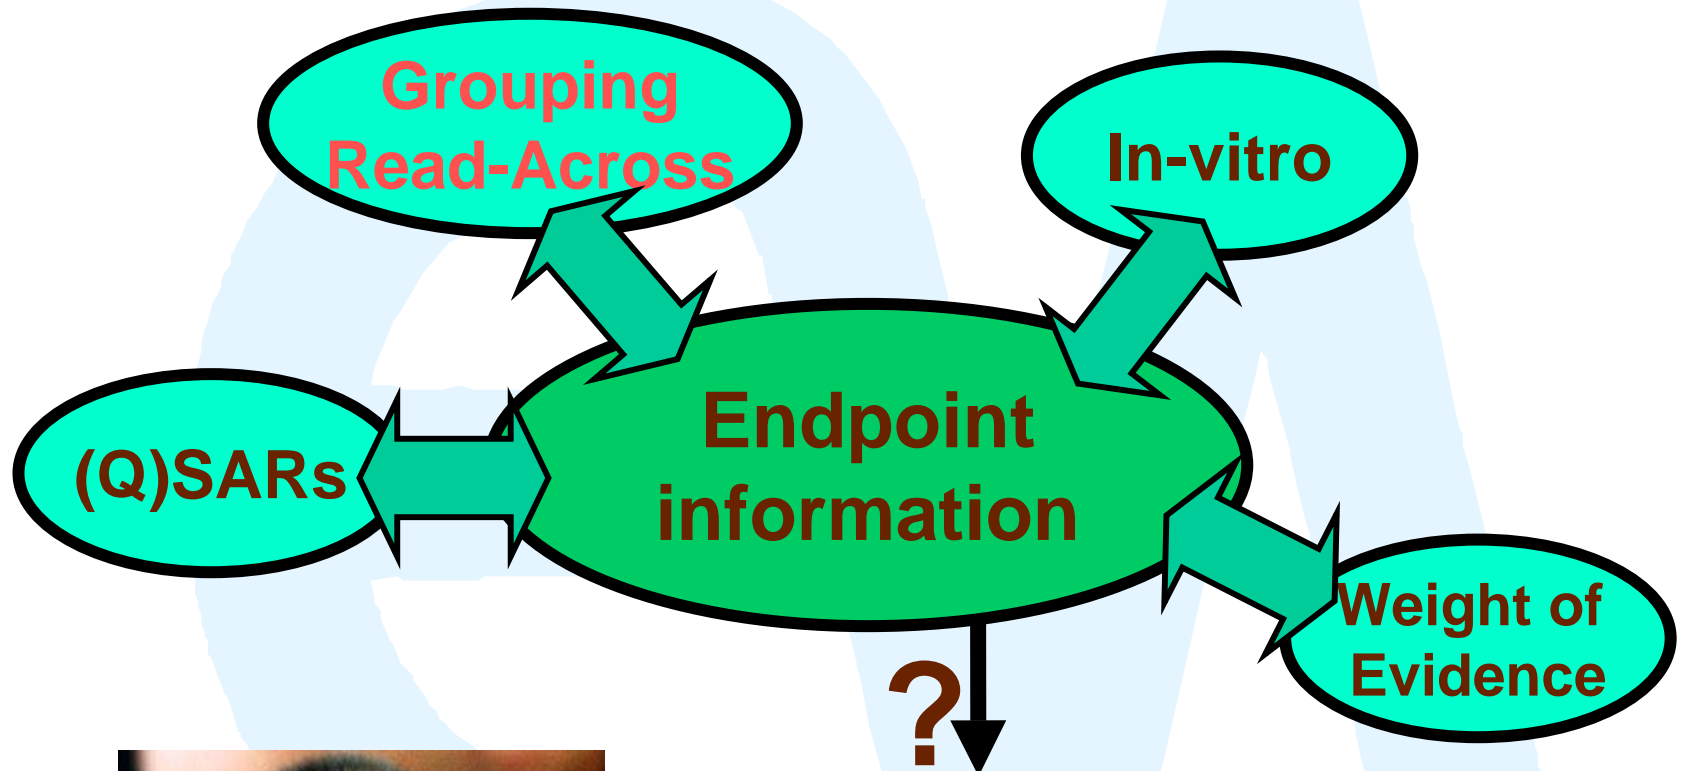 Grouping
Read-Across
In-vitro
Endpoint
information
(Q)SARs
Weight of
Evidence
?